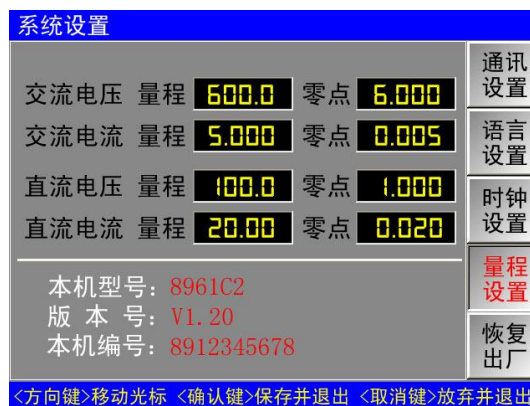 系统设置
交流电压 量程 600.0 零点 6.000
交流电流 量程 5.000 零点 0.005
直流电压 量程 100.0 零点 1.000
直流电流 量程 20.00 零点 0.020
本机型号：8961C2
版 本 号：V1.20
本机编号：8912345678
通讯
设置
语言
设置
时钟
设置
量程
设置
恢复
出厂
<方向键>移动光标 <确认键>保存并退出 <取消键>放弃并退出